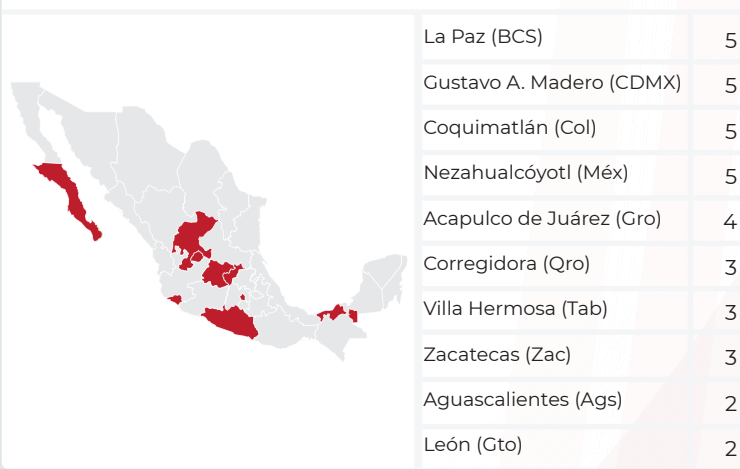 La Paz (BCS) 5
Gustavo A. Madero (CDMX) 5
Coquimatlán (Col) 5
Nezahualcóyotl (Méx) 5
Acapulco de Juárez (Gro) 4
Corregidora (Qro) 3
Villa Hermosa (Tab) 3
Zacatecas (Zac) 3
Aguascalientes (Ags) 2
León (Gto) 2